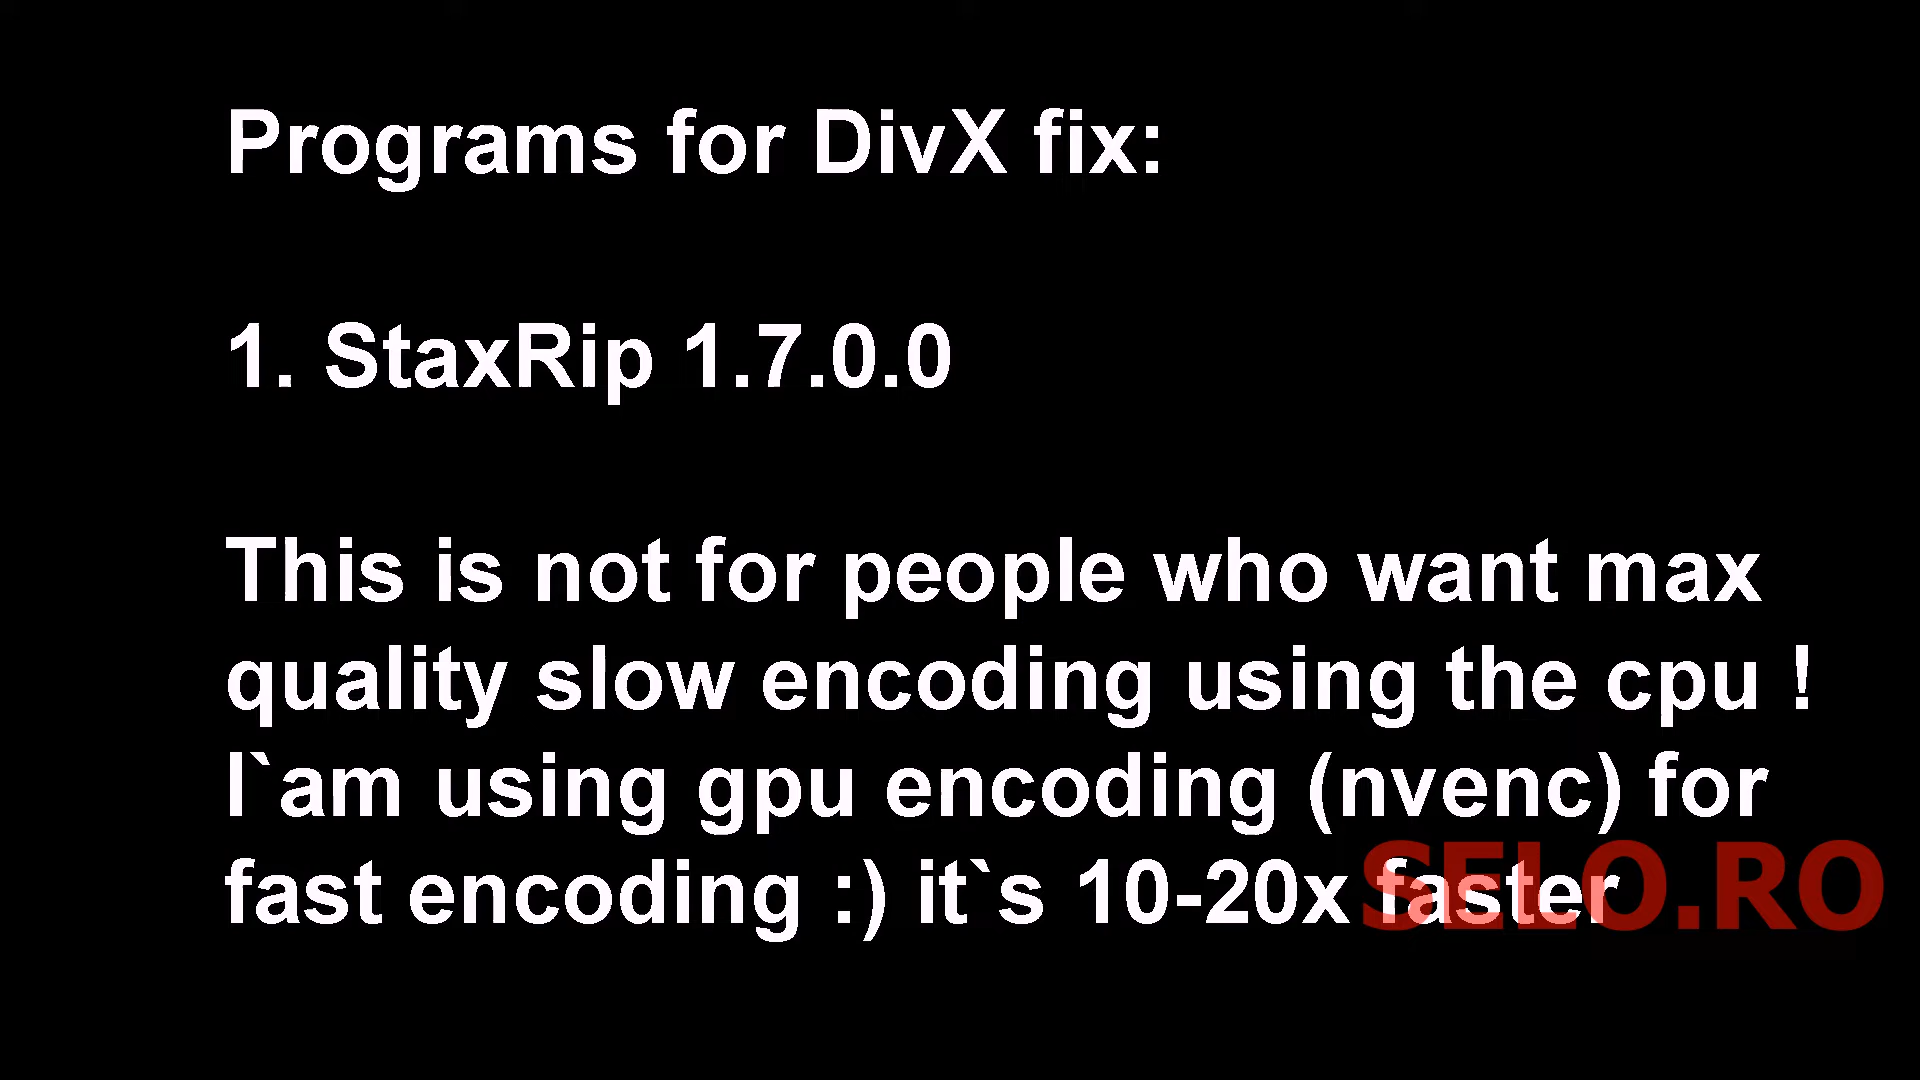 Programs for DivX fix:
1. StaxRip 1.7.0.0
This is not for people who want max
quality slow encoding using the cpu !
I`am using gpu encoding (nvenc) for
fast encoding :) it`s 10-20x faster
SELO.RO